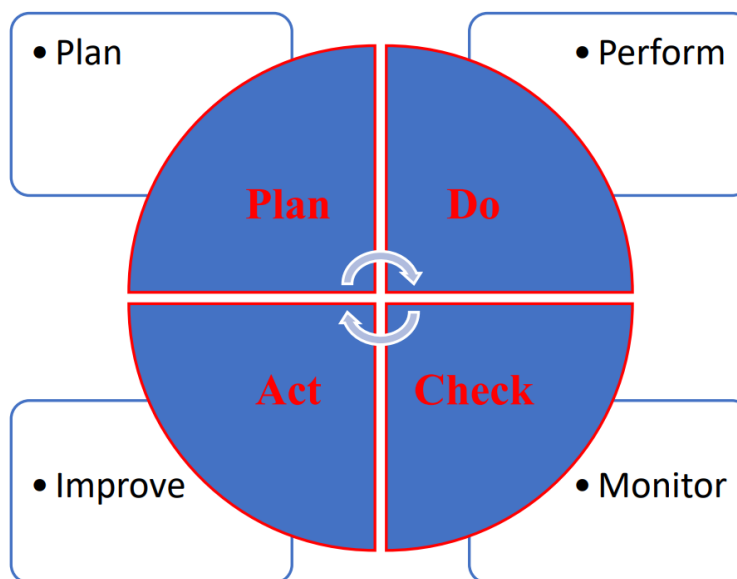 • Plan
• Perform
Plan
Do
Act
Check
• Improve
• Monitor